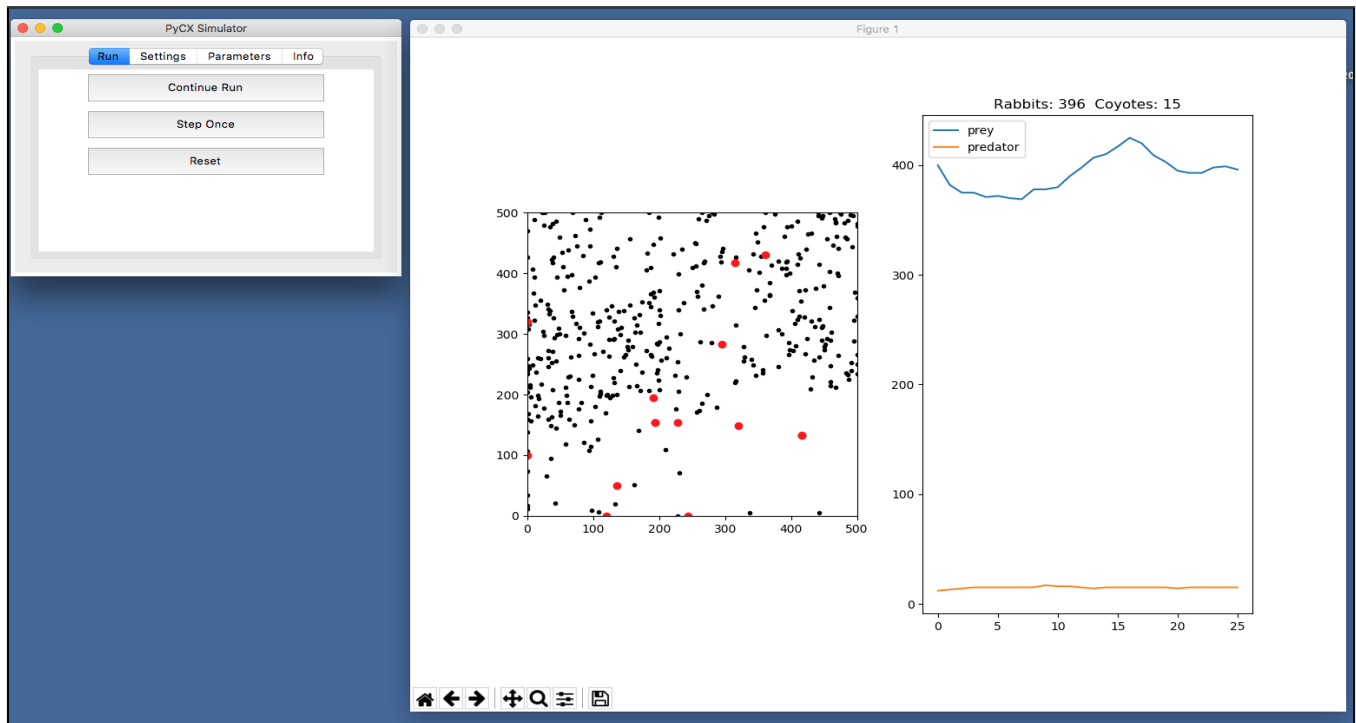 PyCX Simulator
Run Settings Parameters Info
Continue Run
Step Once
Reset
Figure 1
Rabbits: 396 Coyotes: 15
prey
predator
400
300
200
100
0
0 5 10 15 20 25
500
400
300
200
100
0
0 100 200 300 400 500